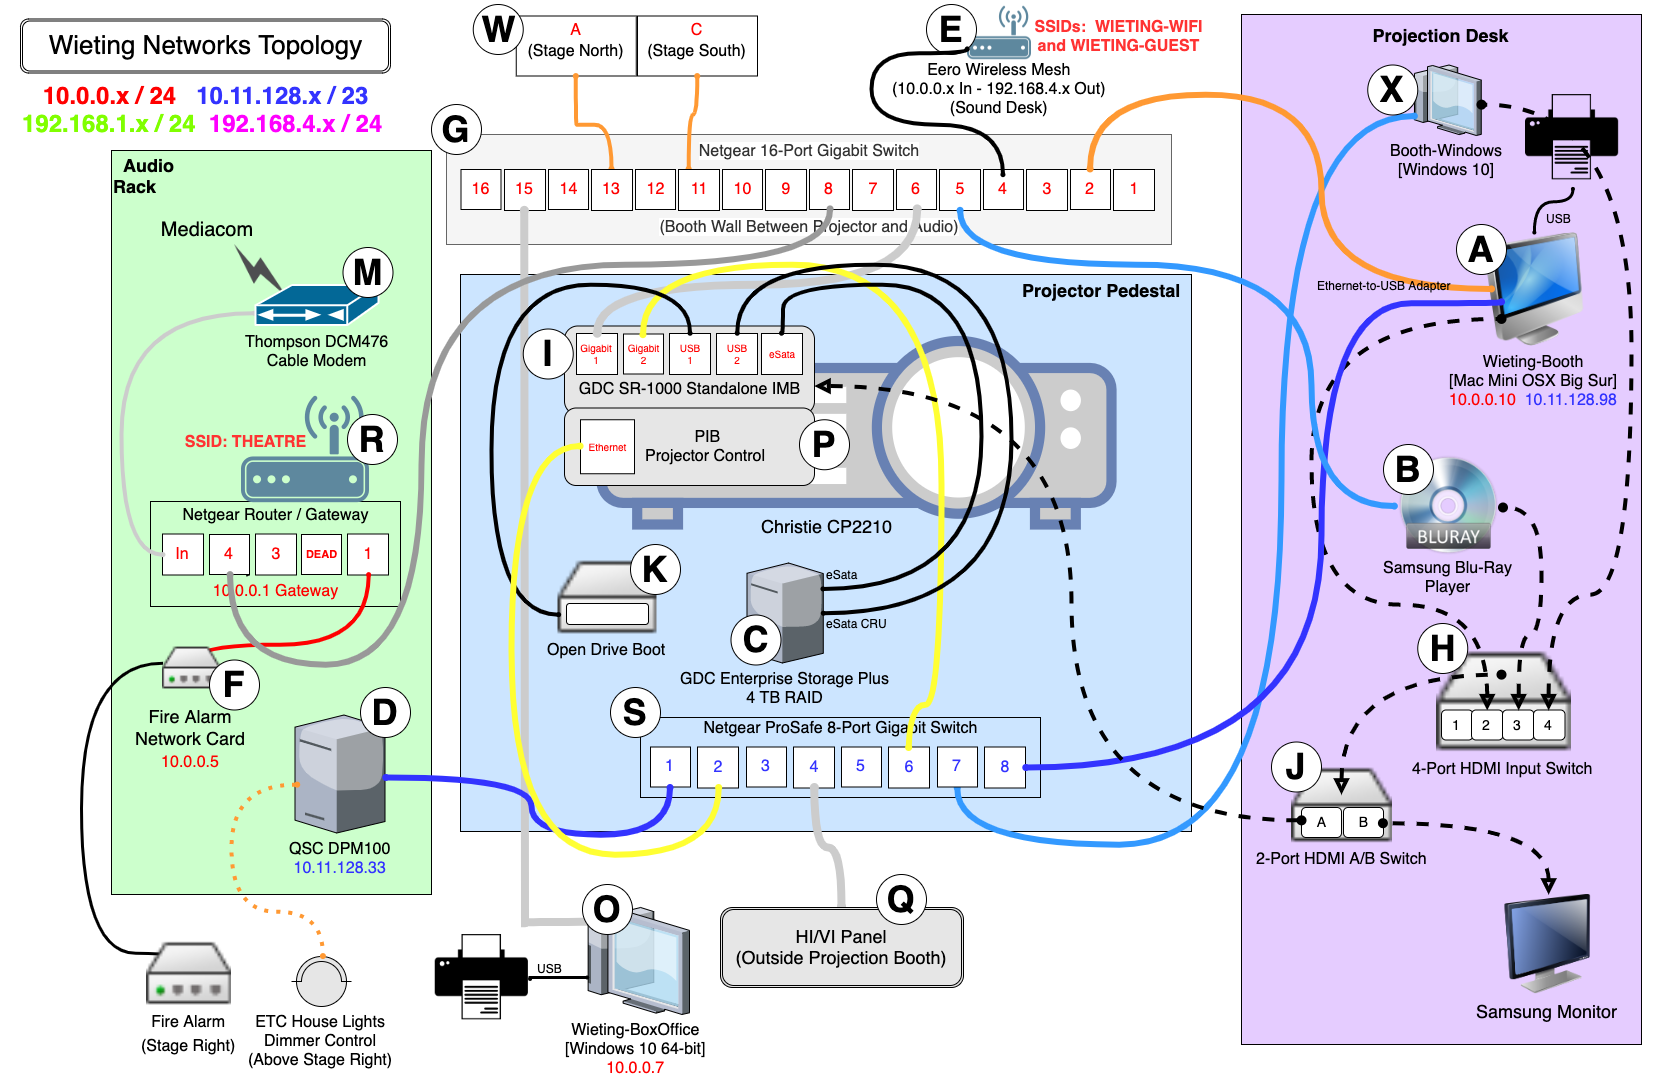 Wieting Networks Topology
10.0.0.x / 24 10.11.128.x / 23
192.168.1.x / 24 192.168.4.x / 24
W
A
(Stage North)
C
(Stage South)
E
SSIDs: WIETING-WIFI
and WIETING-GUEST
Eero Wireless Mesh
(10.0.0.x In - 192.168.4.x Out)
(Sound Desk)
G
Netgear 16-Port Gigabit Switch
16 15 14 13 12 11 10 9 8 7 6 5 4 3 2 1
(Booth Wall Between Projector and Audio)
Audio
Rack
Mediacom
M
Thompson DCM476
Cable Modem
SSID: THEATRE
R
Netgear Router / Gateway
In 4 3 DEAD 1
10.0.0.1 Gateway
F
Fire Alarm
Network Card
10.0.0.5
D
QSC DPM100
10.11.128.33
Fire Alarm
(Stage Right)
ETC House Lights
Dimmer Control
(Above Stage Right)
Projector Pedestal
I
Gigabit
1
Gigabit
2
USB
1
USB
2
eSata
GDC SR-1000 Standalone IMB
Ethernet
PIB
Projector Control
P
Christie CP2210
K
Open Drive Boot
eSata
eSata CRU
C
GDC Enterprise Storage Plus
4 TB RAID
S
Netgear ProSafe 8-Port Gigabit Switch
1 2 3 4 5 6 7 8
O
USB
Wieting-BoxOffice
[Windows 10 64-bit]
10.0.0.7
Q
HI/VI Panel
(Outside Projection Booth)
Projection Desk
X
Booth-Windows
[Windows 10]
USB
A
Ethernet-to-USB Adapter
Wieting-Booth
[Mac Mini OSX Big Sur]
10.0.0.10 10.11.128.98
B
BLURAY
Samsung Blu-Ray
Player
H
1 2 3 4
4-Port HDMI Input Switch
J
A B
2-Port HDMI A/B Switch
Samsung Monitor